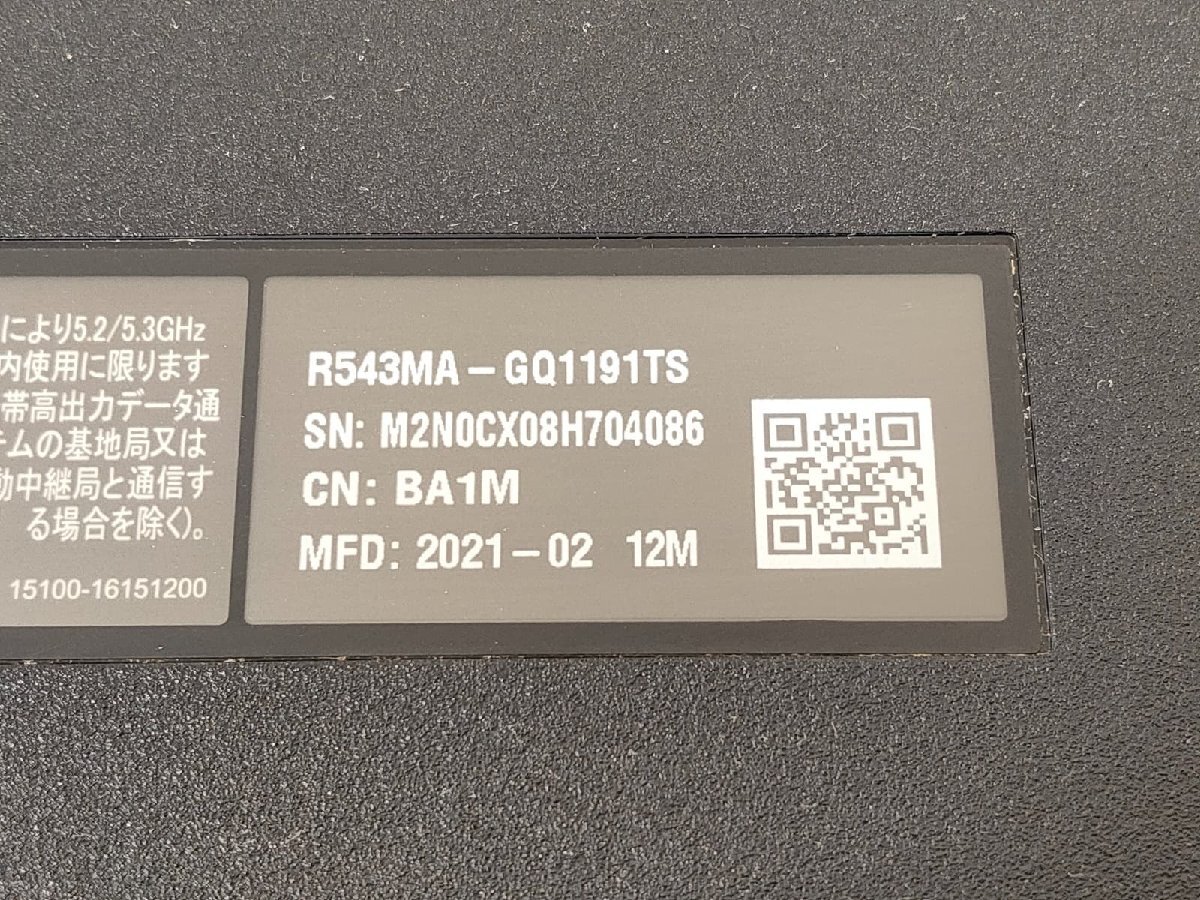 により5.2/5.3GHz
内使用に限ります
帯高出力データ通
テムの基地局又は
動中継局と通信す
る場合を除く)。
15100-16151200
R543MA-GQ1191TS
SN: M2N0CX08H704086
CN: BA1M
MFD: 2021-02 12M